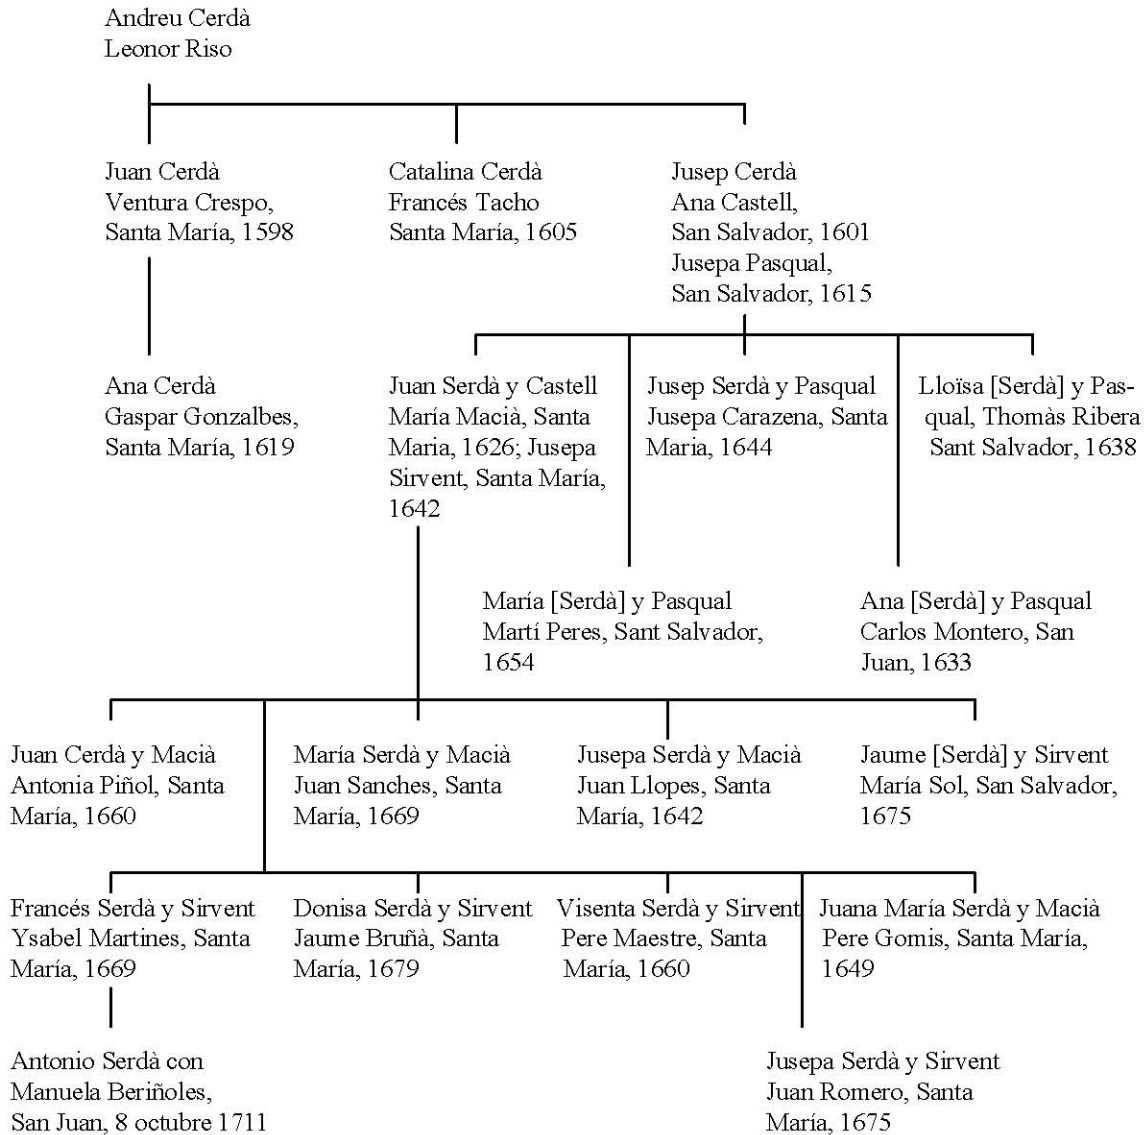 Andreu Cerdà
Leonor Riso
Juan Cerdà
Ventura Crespo,
Santa María, 1598
Catalina Cerdà
Francés Tacho
Santa María, 1605
Jusep Cerdà
Ana Castell,
San Salvador, 1601
Jusepa Pasqual,
San Salvador, 1615
Ana Cerdà
Gaspar Gonzalbes,
Santa María, 1619
Juan Serdà y Castell
María Macià, Santa
Maria, 1626; Jusepa
Sirvent, Santa María,
1642
Jusep Serdà y Pasqual
Jusepa Carazena, Santa
Maria, 1644
Lloïsa [Serdà] y Pas-
qual, Thomàs Ribera
Sant Salvador, 1638
María [Serdà] y Pasqual
Martí Peres, Sant Salvador,
1654
Ana [Serdà] y Pasqual
Carlos Montero, San
Juan, 1633
Juan Cerdà y Macià
Antonia Piñol, Santa
María, 1660
María Serdà y Macià
Juan Sanches, Santa
María, 1669
Jusepa Serdà y Macià
Juan Llopes, Santa
María, 1642
Jaume [Serdà] y Sirvent
María Sol, San Salvador,
1675
Francés Serdà y Sirvent
Ysabel Martines, Santa
María, 1669
Donisa Serdà y Sirvent
Jaume Bruñà, Santa
María, 1679
Visenta Serdà y Sirvent
Pere Maestre, Santa
María, 1660
Juana María Serdà y Macià
Pere Gomis, Santa María,
1649
Antonio Serdà con
Manuela Beriñoles,
San Juan, 8 octubre 1711
Jusepa Serdà y Sirvent
Juan Romero, Santa
María, 1675